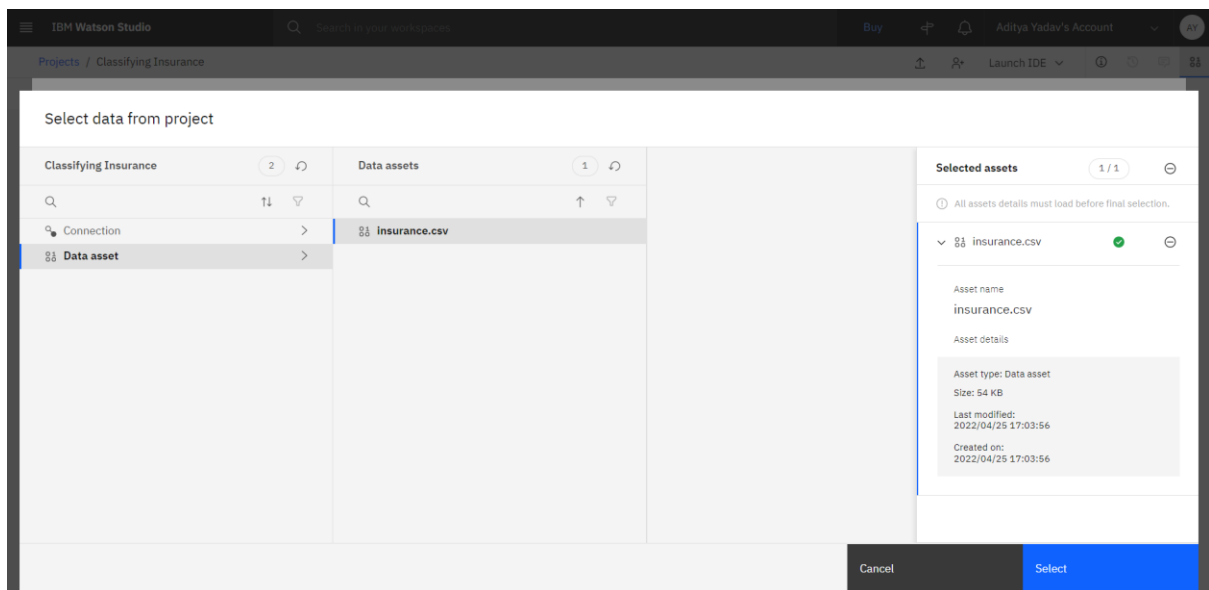 IBM Watson Studio
Search in your workspaces
Buy
Aditya Yadav's Account
AY
Projects / Classifying Insurance
Launch IDE
Select data from project
Classifying Insurance
2
Connection
Data asset
Data assets
1
insurance.csv
Selected assets
1/1
All assets details must load before final selection.
insurance.csv
Asset name
insurance.csv
Asset details
Asset type: Data asset
Size: 54 KB
Last modified:
2022/04/25 17:03:56
Created on:
2022/04/25 17:03:56
Cancel
Select